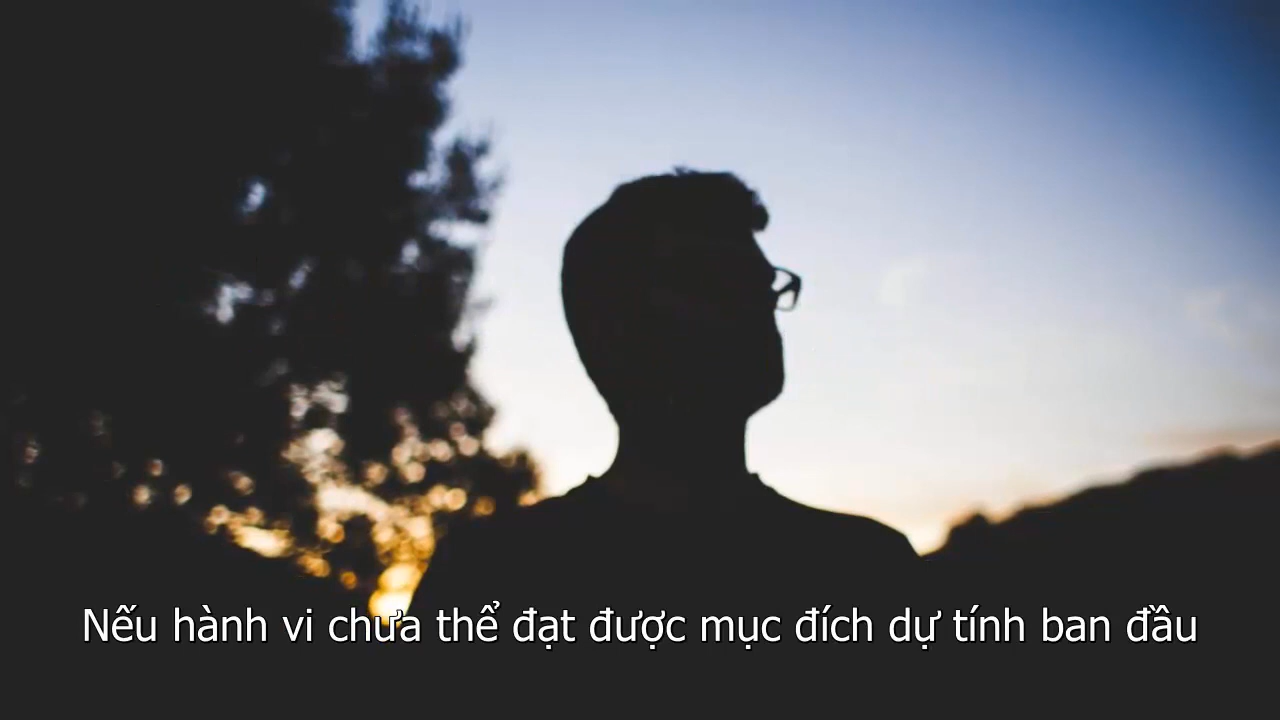 Nếu hành vi chưa thể đạt được mục đích dự tính ban đầu